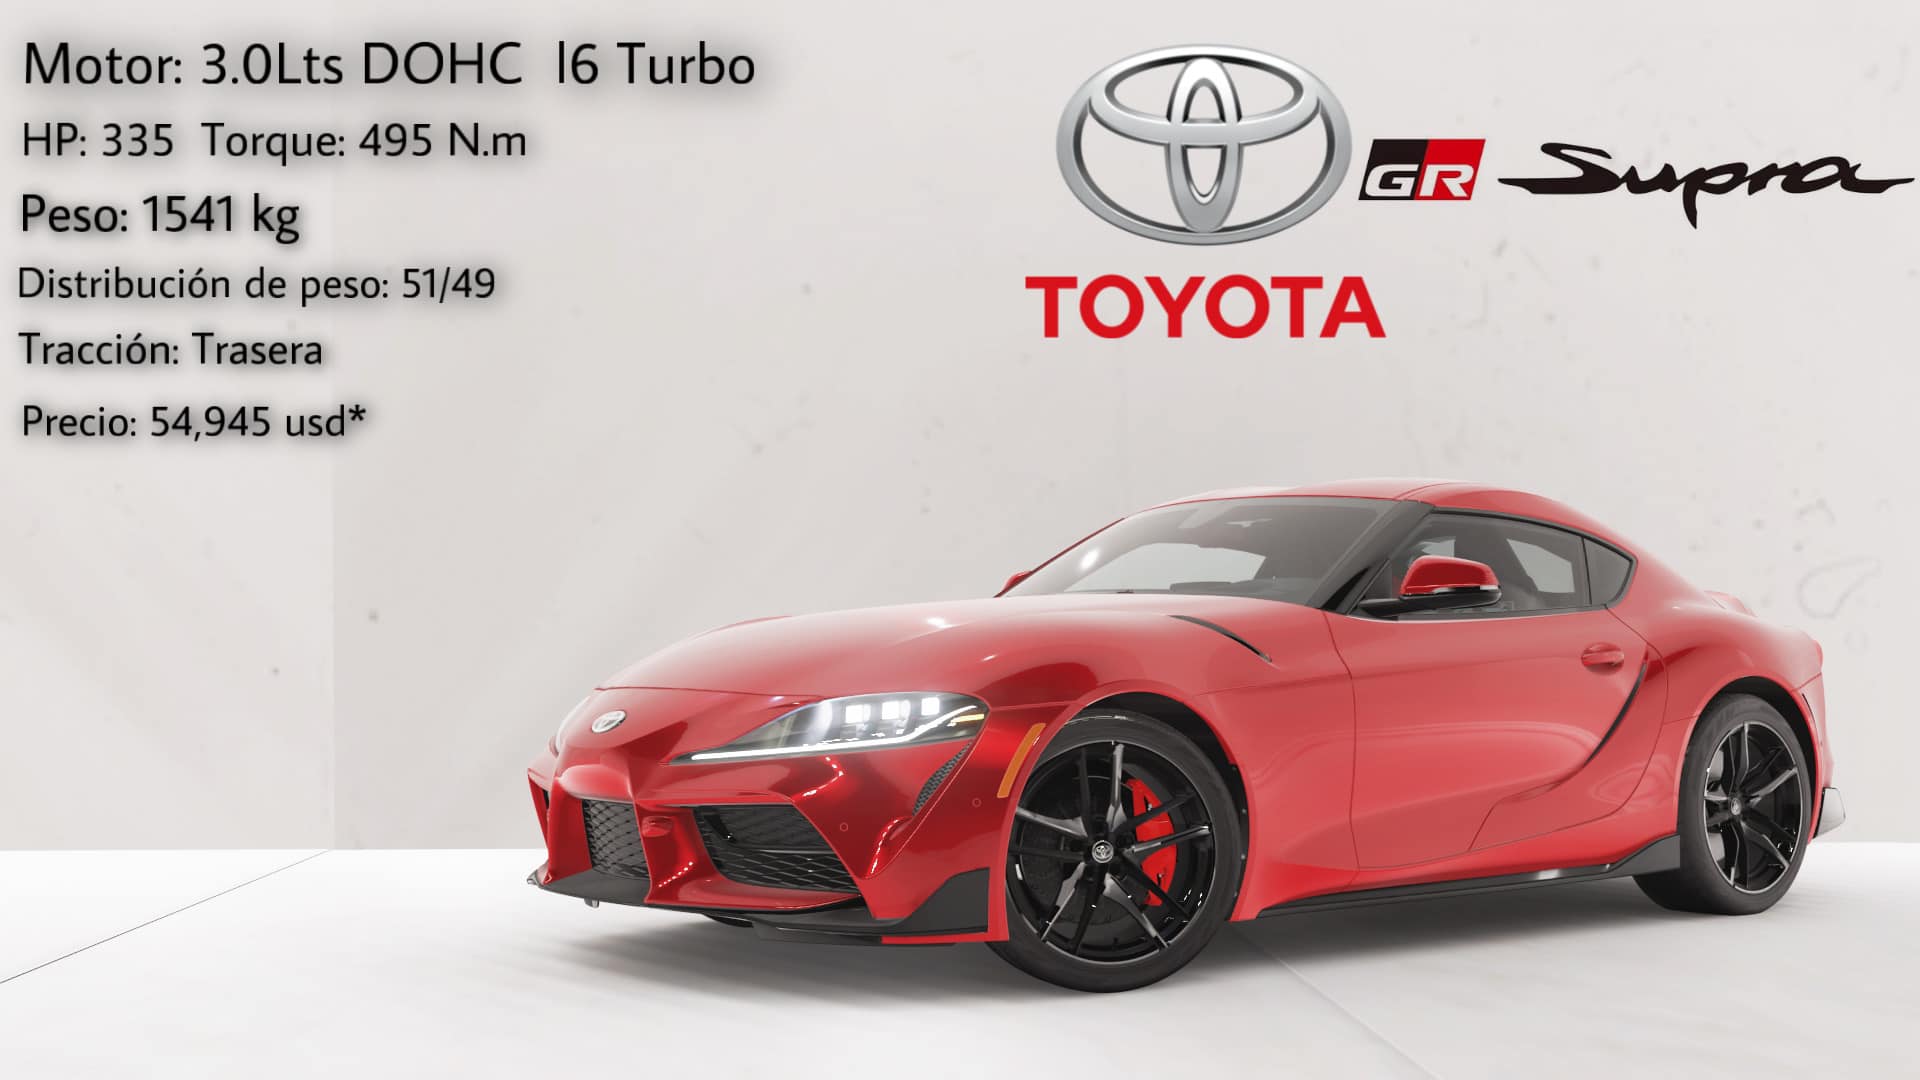 Motor: 3.0Lts DOHC l6 Turbo
HP: 335 Torque: 495 N.m
Peso: 1541 kg
Distribución de peso: 51/49
Tracción: Trasera
Precio: 54,945 usd*
GR Supra
TOYOTA